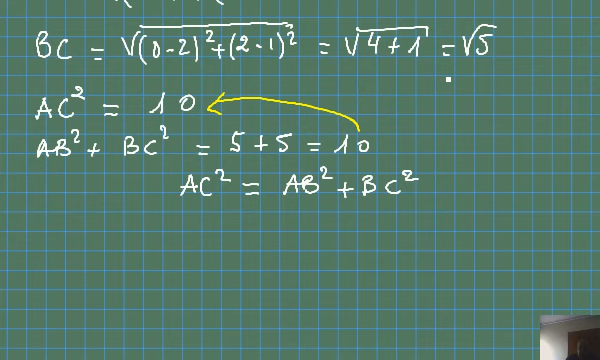 BC = √(0-2)²+(2-1)² = √4+1 = √5
AC² = 10
AB² + BC² = 5+5 = 10
AC² = AB² + BC²